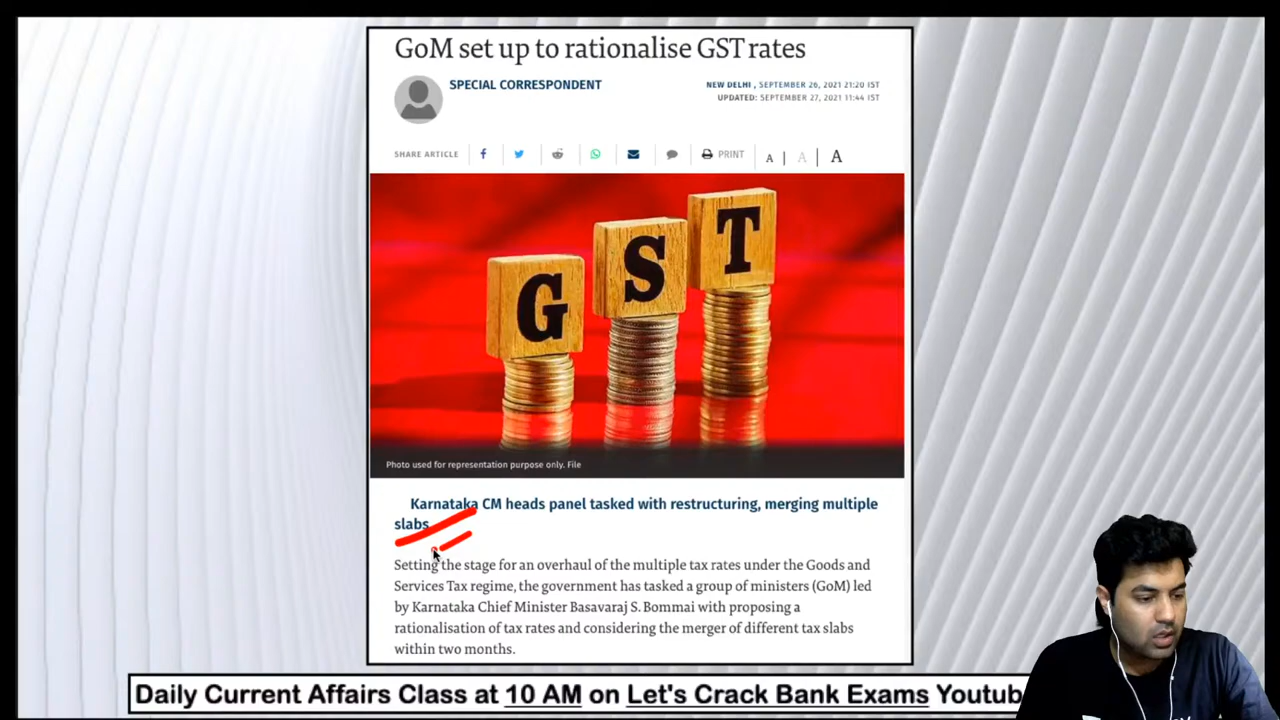 GoM set up to rationalise GST rates
SPECIAL CORRESPONDENT
NEW DELHI , SEPTEMBER 26, 2021 21:20 IST
UPDATED: SEPTEMBER 27, 2021 11:44 IST
SHARE ARTICLE
PRINT
A | A | A
G S T
Photo used for representation purpose only. File
Karnataka CM heads panel tasked with restructuring, merging multiple
slabs
Setting the stage for an overhaul of the multiple tax rates under the Goods and
Services Tax regime, the government has tasked a group of ministers (GoM) led
by Karnataka Chief Minister Basavaraj S. Bommai with proposing a
rationalisation of tax rates and considering the merger of different tax slabs
within two months.
Daily Current Affairs Class at 10 AM on Let's Crack Bank Exams Youtub